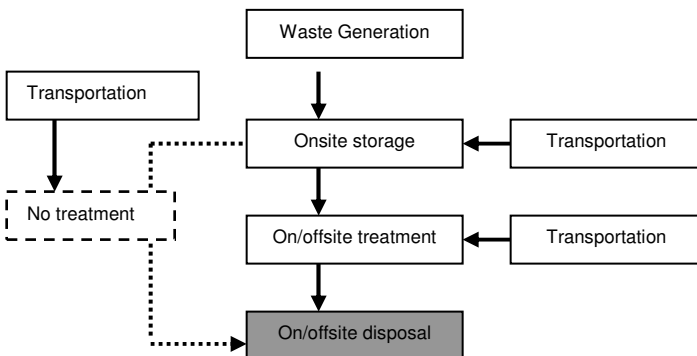 Waste Generation
Transportation
Onsite storage
Transportation
No treatment
On/offsite treatment
Transportation
On/offsite disposal